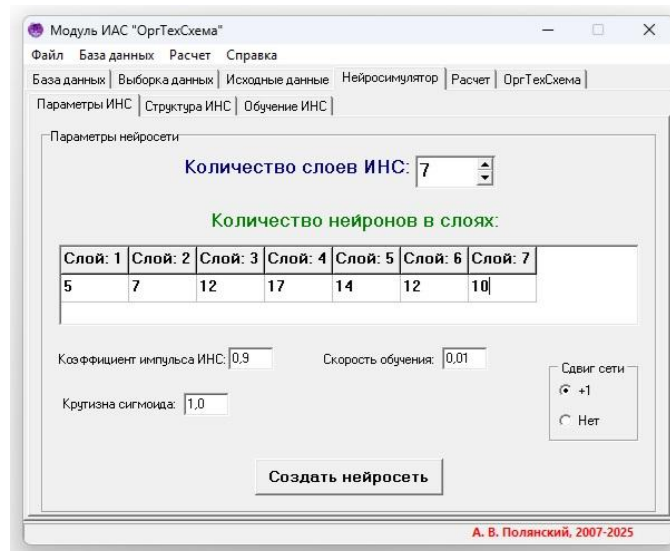 Модуль ИАС "ОргТехСхема"
Файл База данных Расчет Справка
База данных Выборка данных Исходные данные Нейросимулятор Расчет ОргТехСхема
Параметры ИНС Структура ИНС Обучение ИНС
Параметры нейросети
Количество слоев ИНС: 7
Количество нейронов в слоях:
Слой: 1 Слой: 2 Слой: 3 Слой: 4 Слой: 5 Слой: 6 Слой: 7
5 7 12 17 14 12 10
Коэффициент импульса ИНС: 0,9 Скорость обучения: 0,01
Сдвиг сети
+1
Крутизна сигмоида: 1,0
Нет
Создать нейросеть
А. В. Полянский, 2007-2025